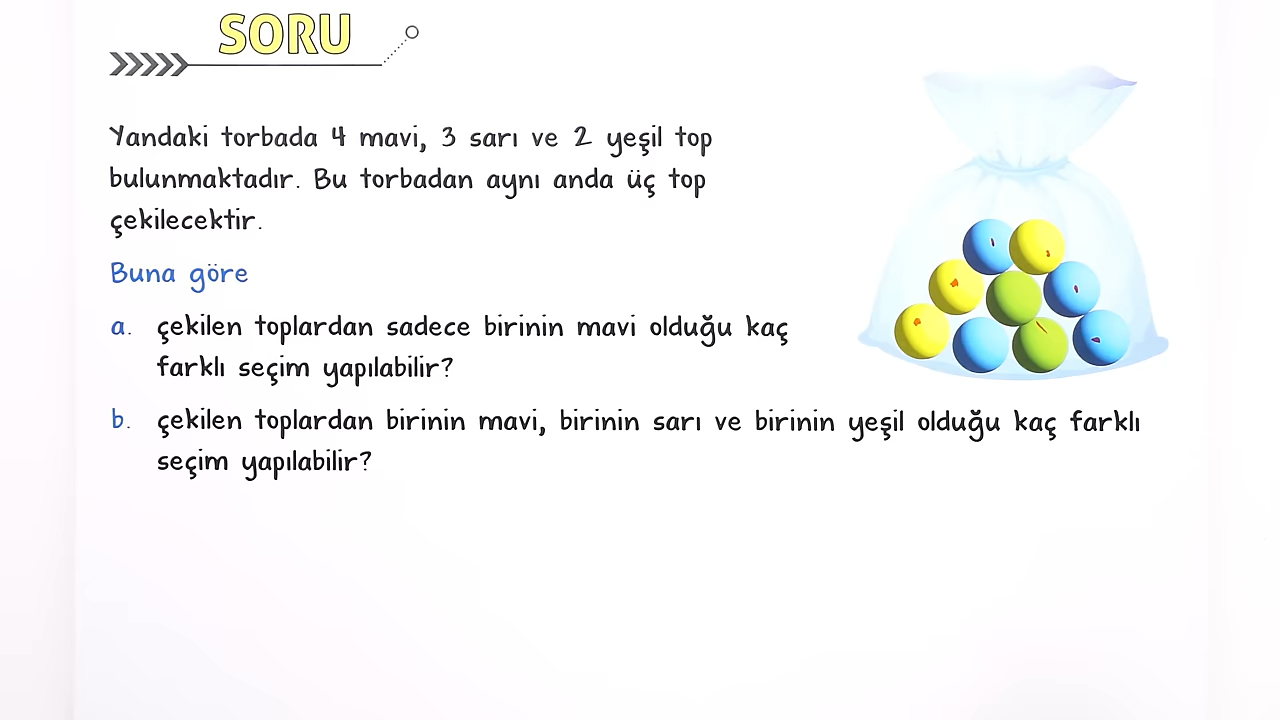 SORU
Yandaki torbada 4 mavi, 3 sarı ve 2 yeşil top
bulunmaktadır. Bu torbadan aynı anda üç top
çekilecektir.
Buna göre
a. çekilen toplardan sadece birinin mavi olduğu kaç
farklı seçim yapılabilir?
b. çekilen toplardan birinin mavi, birinin sarı ve birinin yeşil olduğu kaç farklı
seçim yapılabilir?